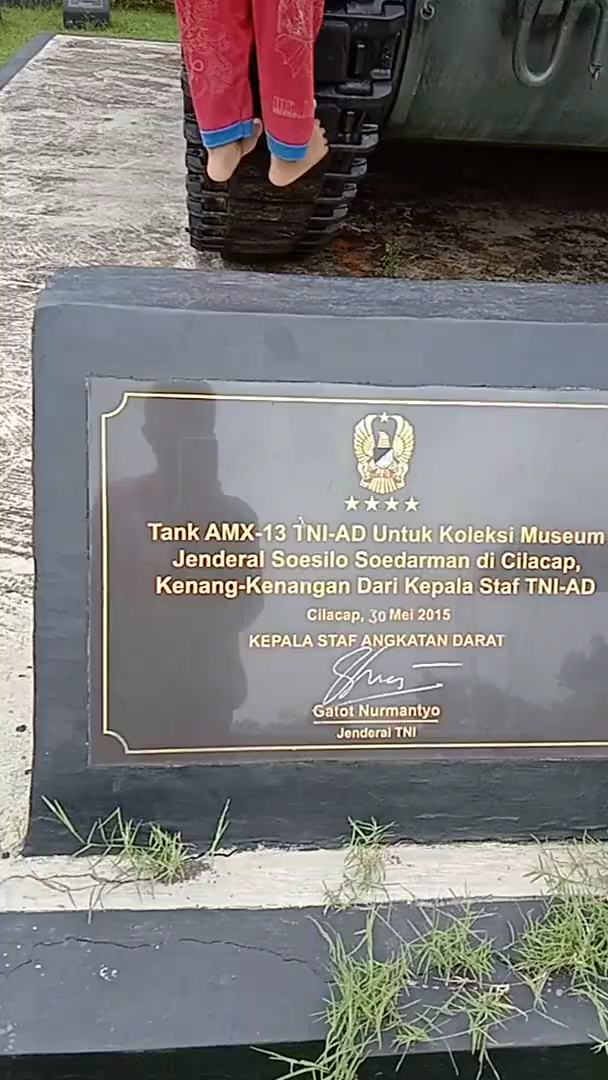 Tank AMX-13 TNI-AD Untuk Koleksi Museum
Jenderal Soesilo Soedarman di Cilacap,
Kenang-Kenangan Dari Kepala Staf TNI-AD
Cilacap, 30 Mei 2015
KEPALA STAF ANGKATAN DARAT
Gatot Nurmantyo
Jenderal TNI